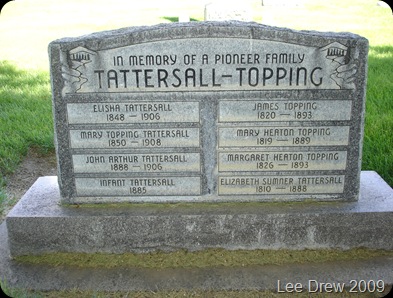 IN MEMORY OF A PIONEER FAMILY
TATTERSALL-TOPPING
ELISHA TATTERSALL
1848 — 1906
MARY TOPPING TATTERSALL
1850 — 1908
JOHN ARTHUR TATTERSALL
1888 — 1906
INFANT TATTERSALL
1885
JAMES TOPPING
1820 — 1893
MARY HEATON TOPPING
1819 — 1889
MARGARET HEATON TOPPING
1826 — 1893
ELIZABETH SUMNER TATTERSALL
1810 — 1888
Lee Drew 2009